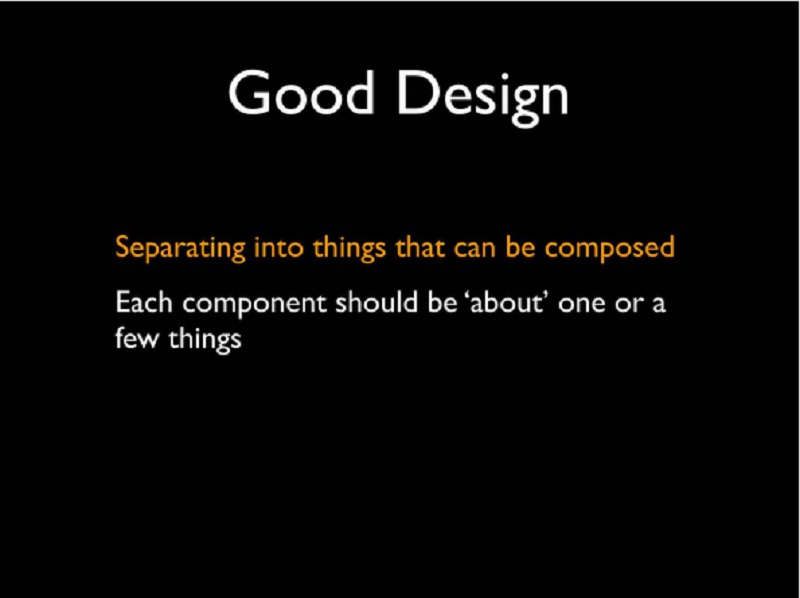 Good Design
Separating into things that can be composed
Each component should be ‘about’ one or a
few things